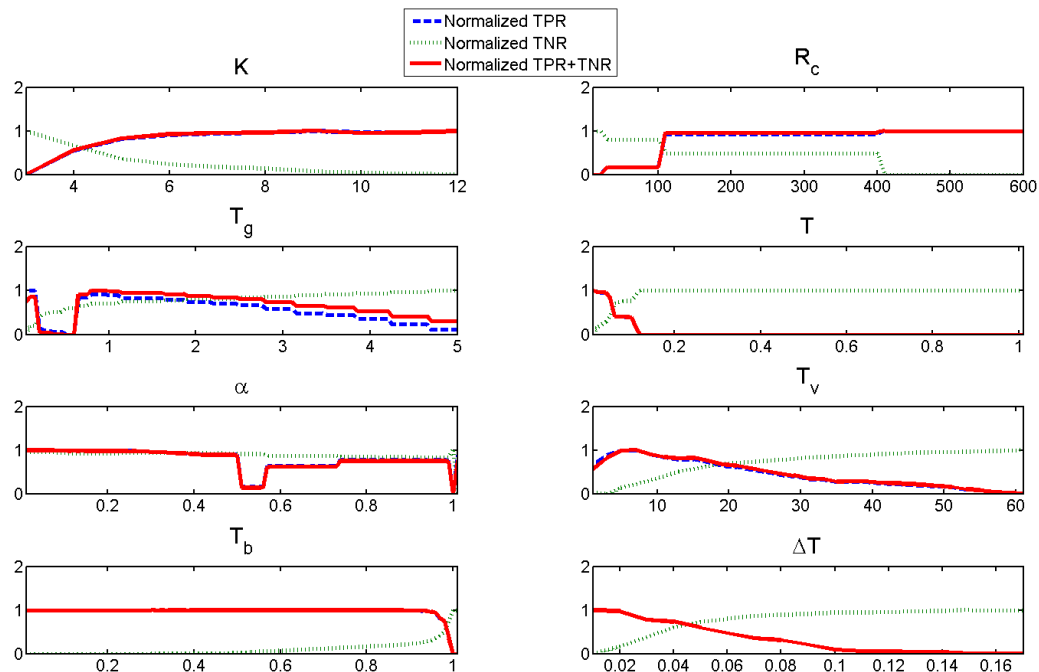 Normalized TPR
Normalized TNR
Normalized TPR+TNR
K
2
1
0
4 6 8 10 12
R_c
2
1
0
100 200 300 400 500 600
T_g
2
1
0
1 2 3 4 5
T
2
1
0
0.2 0.4 0.6 0.8 1
α
2
1
0
0.2 0.4 0.6 0.8 1
T_v
2
1
0
10 20 30 40 50 60
T_b
2
1
0
0.2 0.4 0.6 0.8 1
ΔT
2
1
0
0.02 0.04 0.06 0.08 0.10 0.12 0.14 0.16